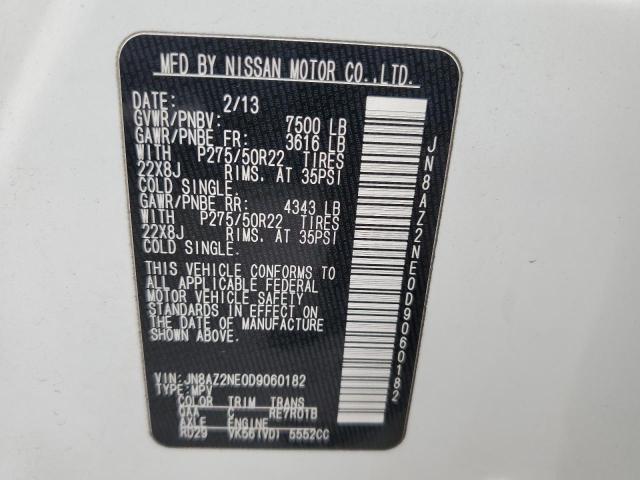 MFD BY NISSAN MOTOR CO.,LTD.
DATE: 2/13
GVWR/PNBV: 7500 LB
GAWR/PNBE FR: 3616 LB
WITH P275/50R22 TIRES
22X8J RIMS. AT 35PSI
COLD SINGLE.
GAWR/PNBE RR: 4343 LB
WITH P275/50R22 TIRES
22X8J RIMS. AT 35PSI
COLD SINGLE.
THIS VEHICLE CONFORMS TO
ALL APPLICABLE FEDERAL
MOTOR VEHICLE SAFETY
STANDARDS IN EFFECT ON
THE DATE OF MANUFACTURE
SHOWN ABOVE.
VIN: JN8AZ2NE0D9060182
TYPE: MPV
COLOR TRIM TRANS
QAA C RE7R01B
AXLE ENGINE
RD29 VK56(VD) 5552CC
JN8AZ2NE0D9060182